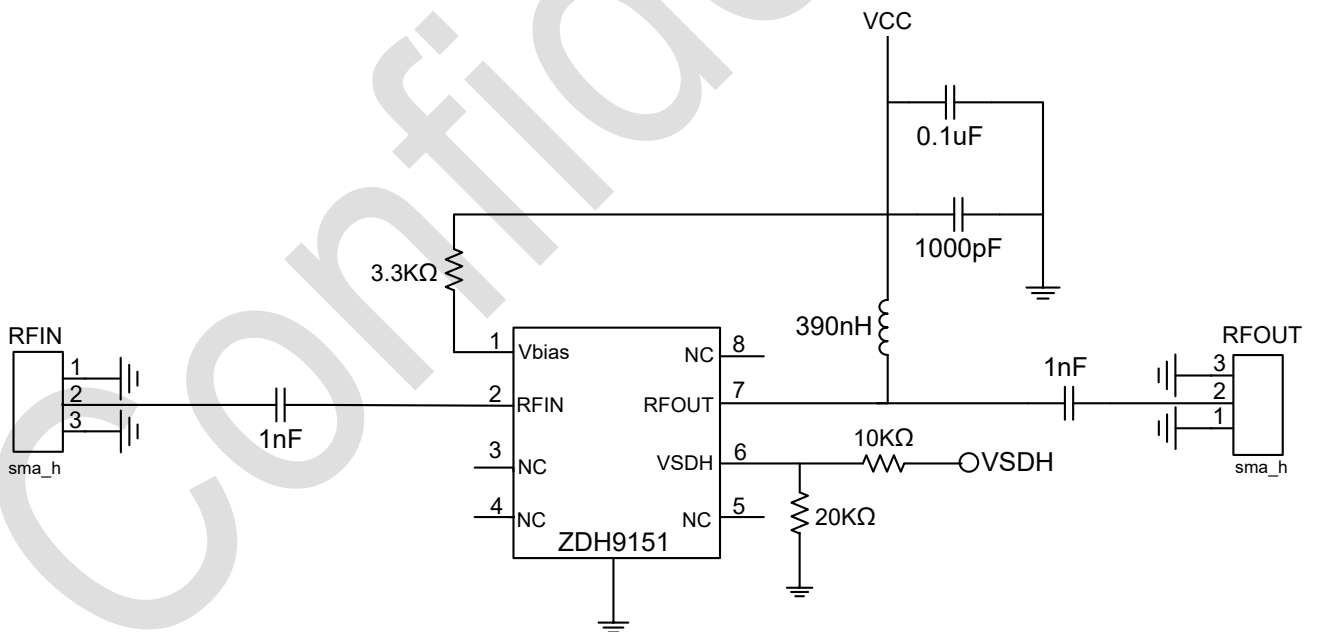 VCC
0.1uF
1000pF
3.3KΩ
390nH
RFIN
1
2
3
sma_h
1nF
1
Vbias
2
RFIN
3
NC
4
NC
NC
8
RFOUT
7
VSDH
6
NC
5
ZDH9151
10KΩ
VSDH
20KΩ
1nF
RFOUT
3
2
1
sma_h
Confid